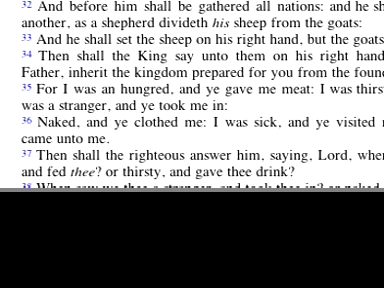 32 And before him shall be gathered all nations: and he
another, as a shepherd divideth his sheep from the goats:
33 And he shall set the sheep on his right hand, but the goats
34 Then shall the King say unto them on his right hand
Father, inherit the kingdom prepared for you from the
35 For I was an hungred, and ye gave me meat: I was
was a stranger, and ye took me in:
36 Naked, and ye clothed me: I was sick, and ye visited
came unto me.
37 Then shall the righteous answer him, saying, Lord,
and fed thee? or thirsty, and gave thee drink?